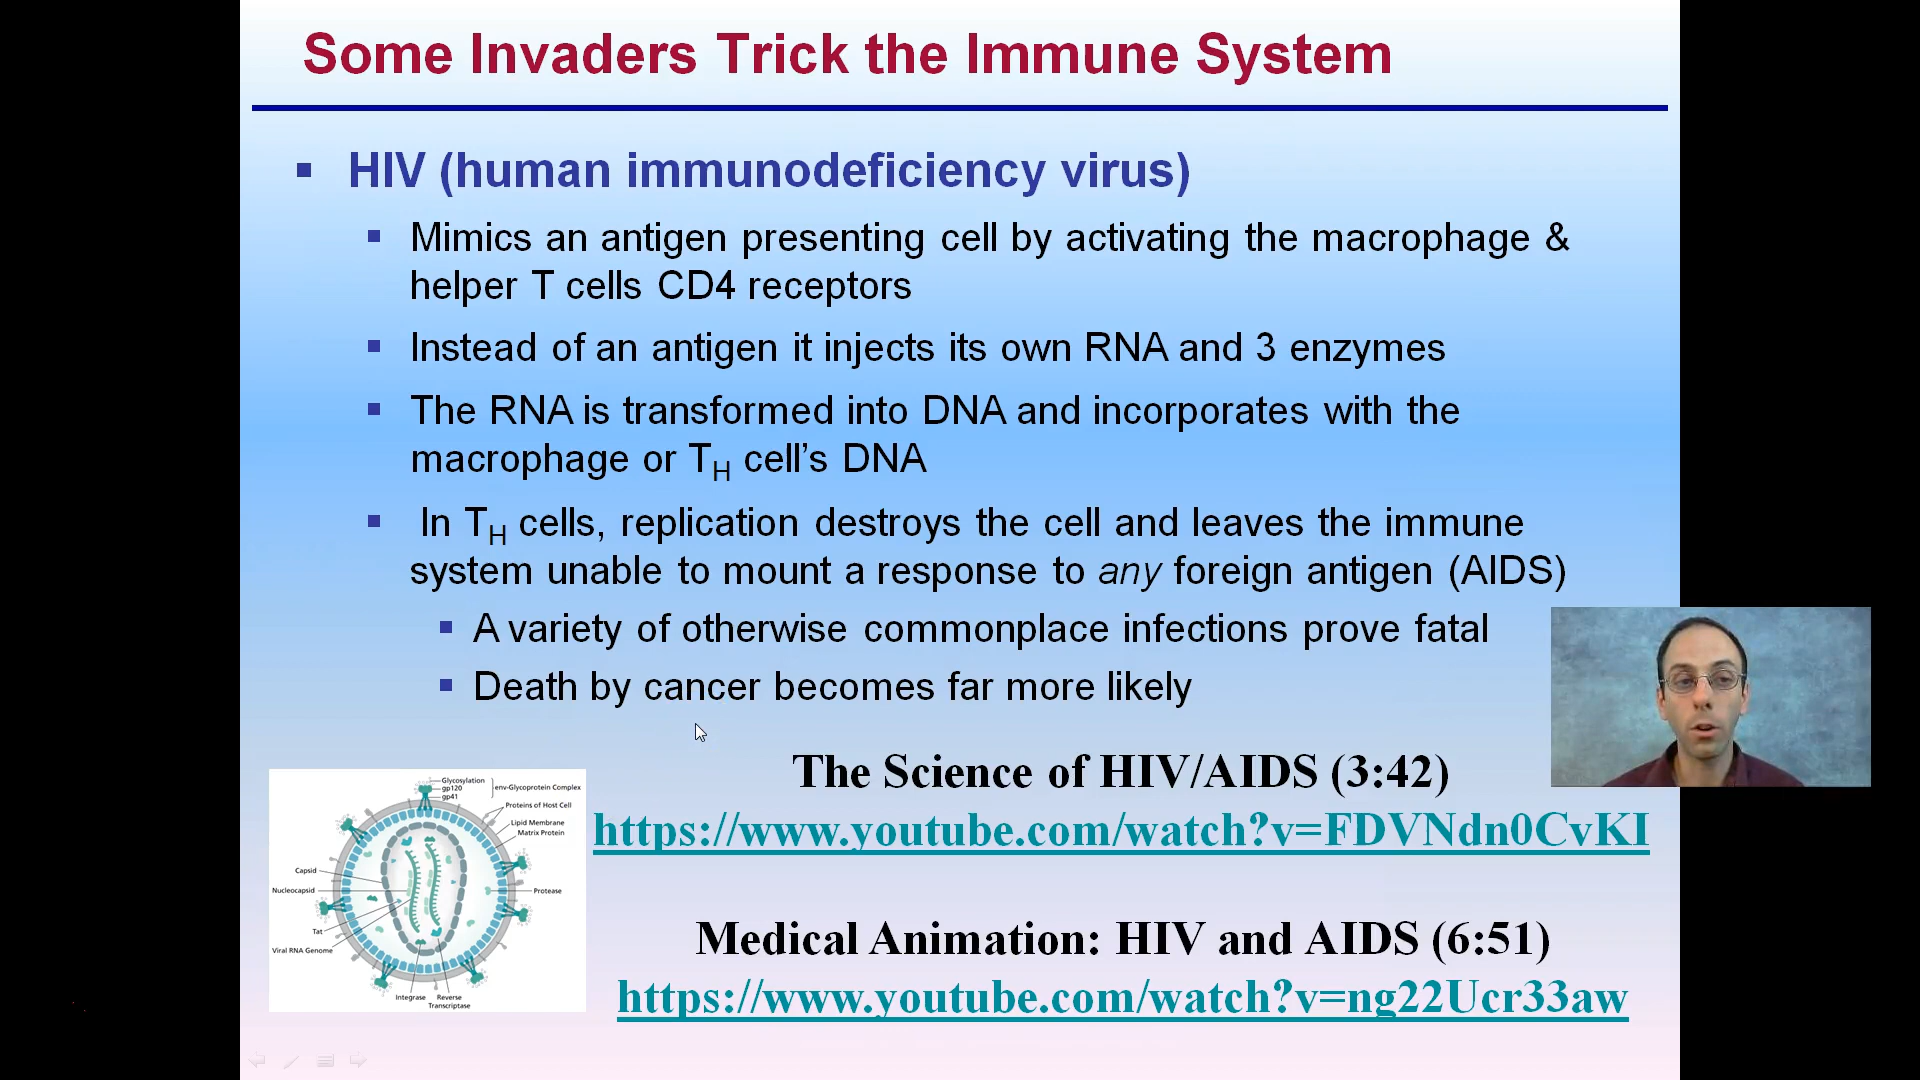 Some Invaders Trick the Immune System
▪ HIV (human immunodeficiency virus)
▪ Mimics an antigen presenting cell by activating the macrophage &
helper T cells CD4 receptors
▪ Instead of an antigen it injects its own RNA and 3 enzymes
▪ The RNA is transformed into DNA and incorporates with the
macrophage or TH cell’s DNA
▪ In TH cells, replication destroys the cell and leaves the immune
system unable to mount a response to any foreign antigen (AIDS)
▪ A variety of otherwise commonplace infections prove fatal
▪ Death by cancer becomes far more likely
The Science of HIV/AIDS (3:42)
https://www.youtube.com/watch?v=FDVNdn0CvKI
Medical Animation: HIV and AIDS (6:51)
https://www.youtube.com/watch?v=ng22Ucr33aw
Glycosylation
gp120
gp41
env-Glycoprotein Complex
Proteins of Host Cell
Lipid Membrane
Matrix Protein
Capsid
Nucleocapsid
Protease
Tat
Viral RNA Genome
Integrase
Reverse
Transcriptase